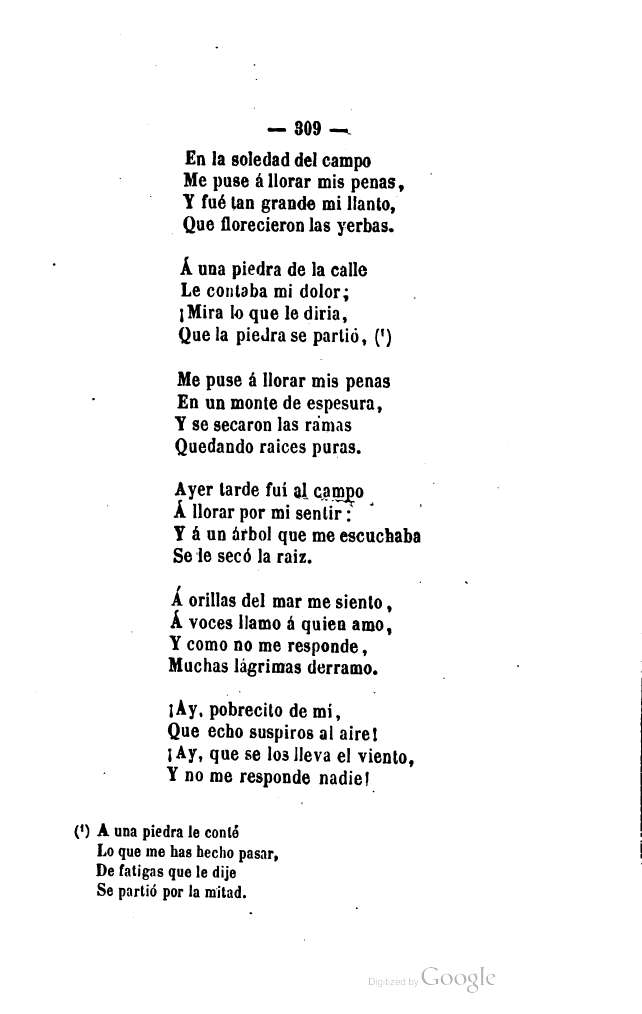 — 309 —
En la soledad del campo
Me puse á llorar mis penas,
Y fué tan grande mi llanto,
Que florecieron las yerbas.
Á una piedra de la calle
Le contaba mi dolor;
¡Mira lo que le diria,
Que la piedra se partió, (¹)
Me puse á llorar mis penas
En un monte de espesura,
Y se secaron las ramas
Quedando raices puras.
Ayer tarde fuí al campo
Á llorar por mi sentir:
Y á un árbol que me escuchaba
Se le secó la raiz.
Á orillas del mar me siento,
Á voces llamo á quien amo,
Y como no me responde,
Muchas lágrimas derramo.
¡Ay, pobrecito de mí,
Que echo suspiros al aire!
¡Ay, que se los lleva el viento,
Y no me responde nadie!
(¹) A una piedra le conté
Lo que me has hecho pasar,
De fatigas que le dije
Se partió por la mitad.
Digitized by Google